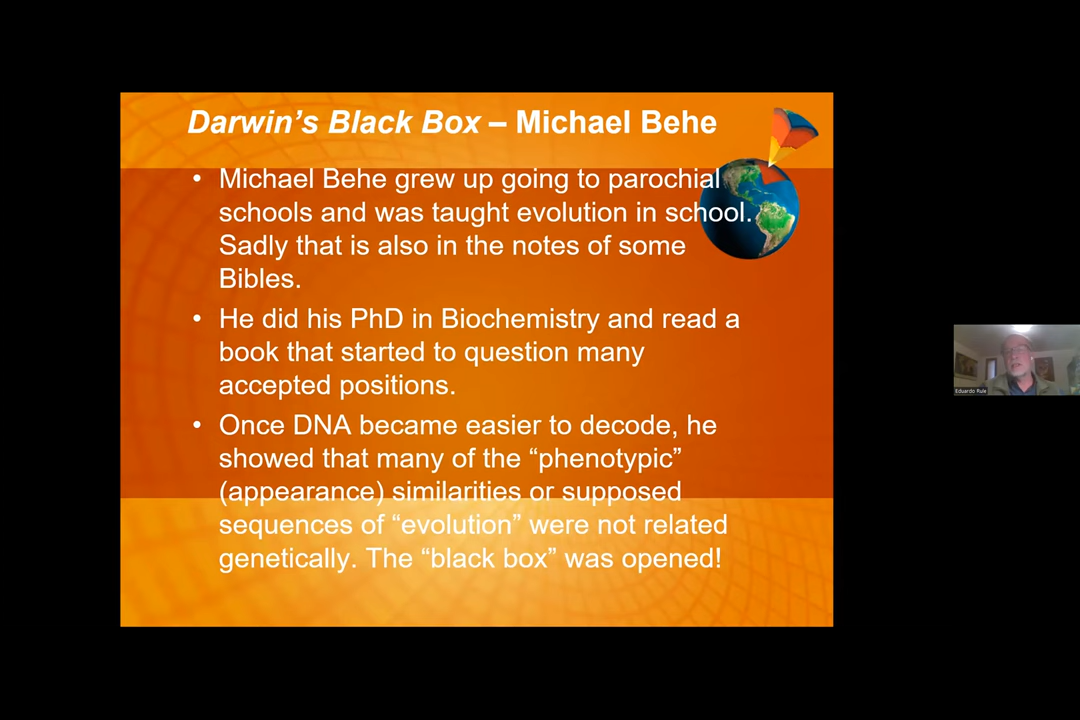 Darwin's Black Box – Michael Behe
• Michael Behe grew up going to parochial
schools and was taught evolution in school.
Sadly that is also in the notes of some
Bibles.
• He did his PhD in Biochemistry and read a
book that started to question many
accepted positions.
• Once DNA became easier to decode, he
showed that many of the “phenotypic”
(appearance) similarities or supposed
sequences of “evolution” were not related
genetically. The “black box” was opened!
Eduardo Rule